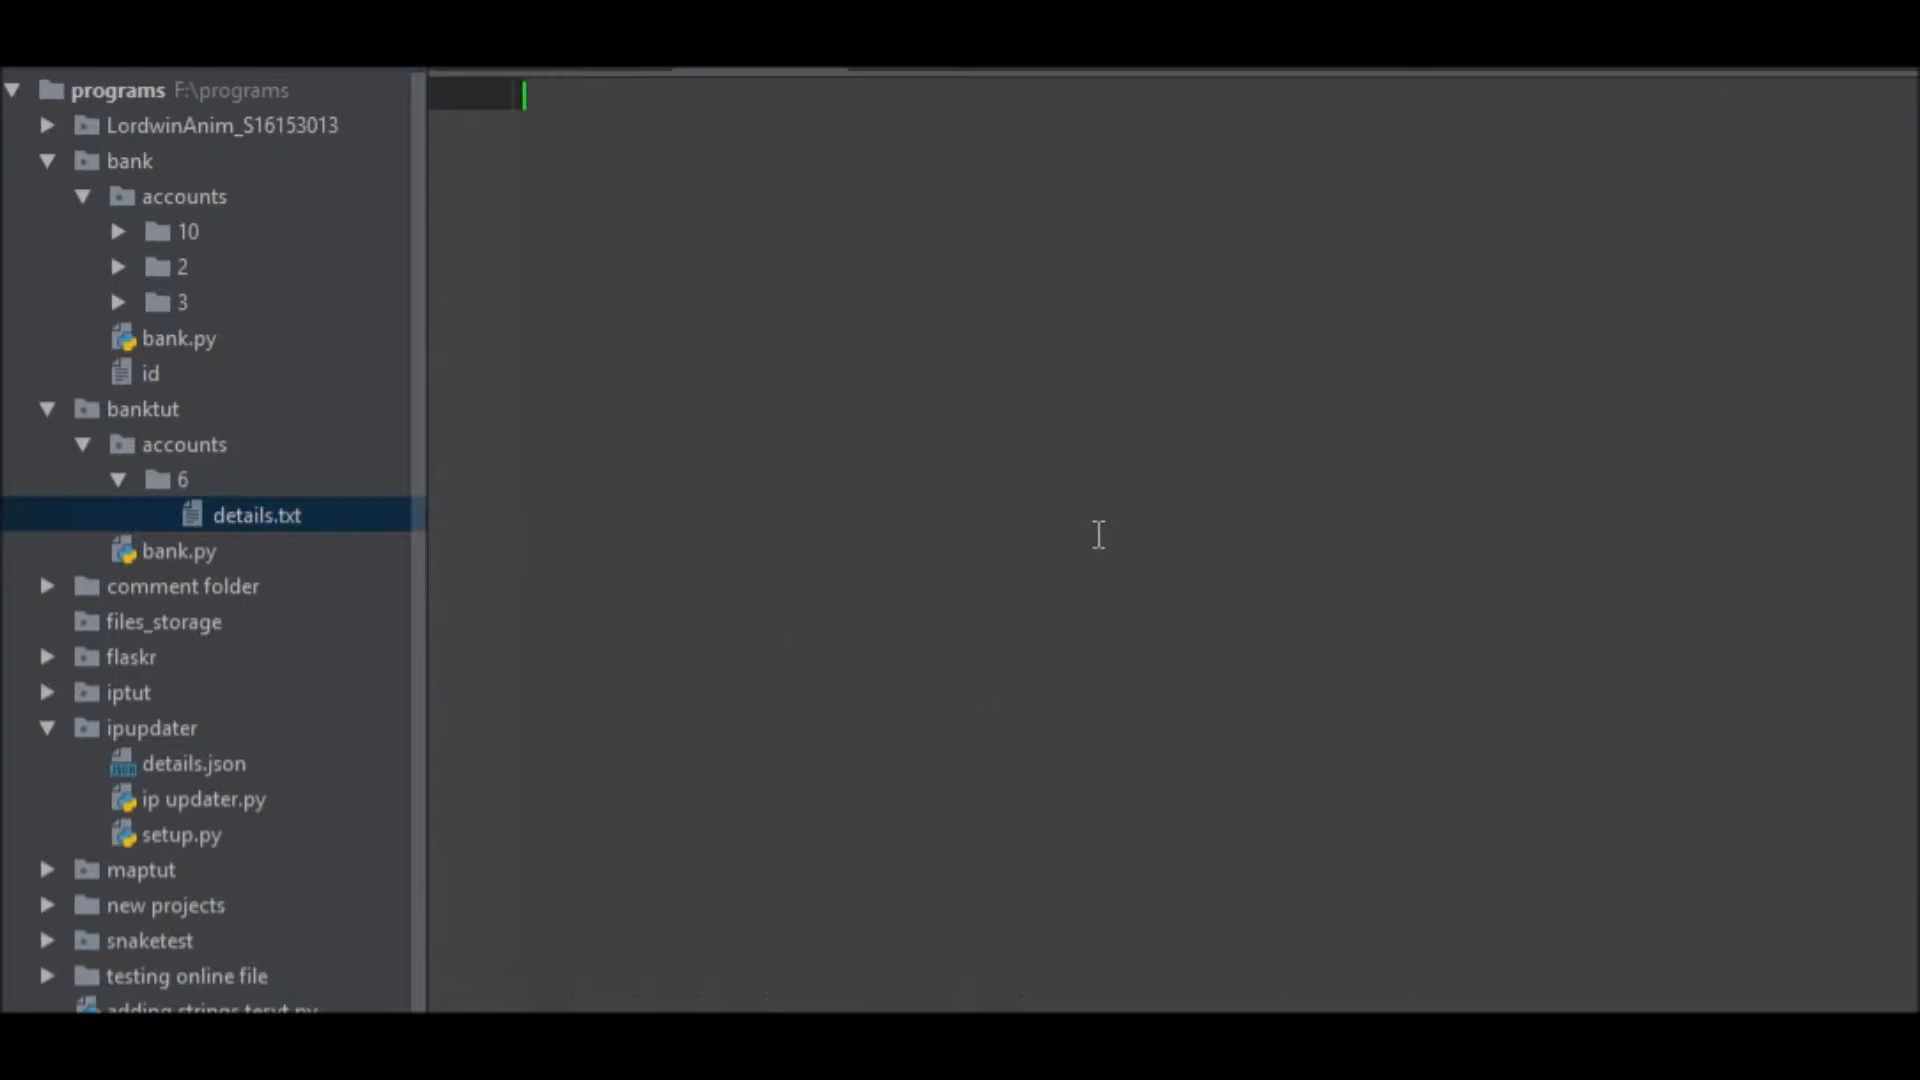 programs F:\programs
LordwinAnim_S16153013
bank
accounts
10
2
3
bank.py
id
banktut
accounts
6
details.txt
bank.py
comment folder
files_storage
flaskr
iptut
ipupdater
details.json
ip updater.py
setup.py
maptut
new projects
snaketest
testing online file
adding strings